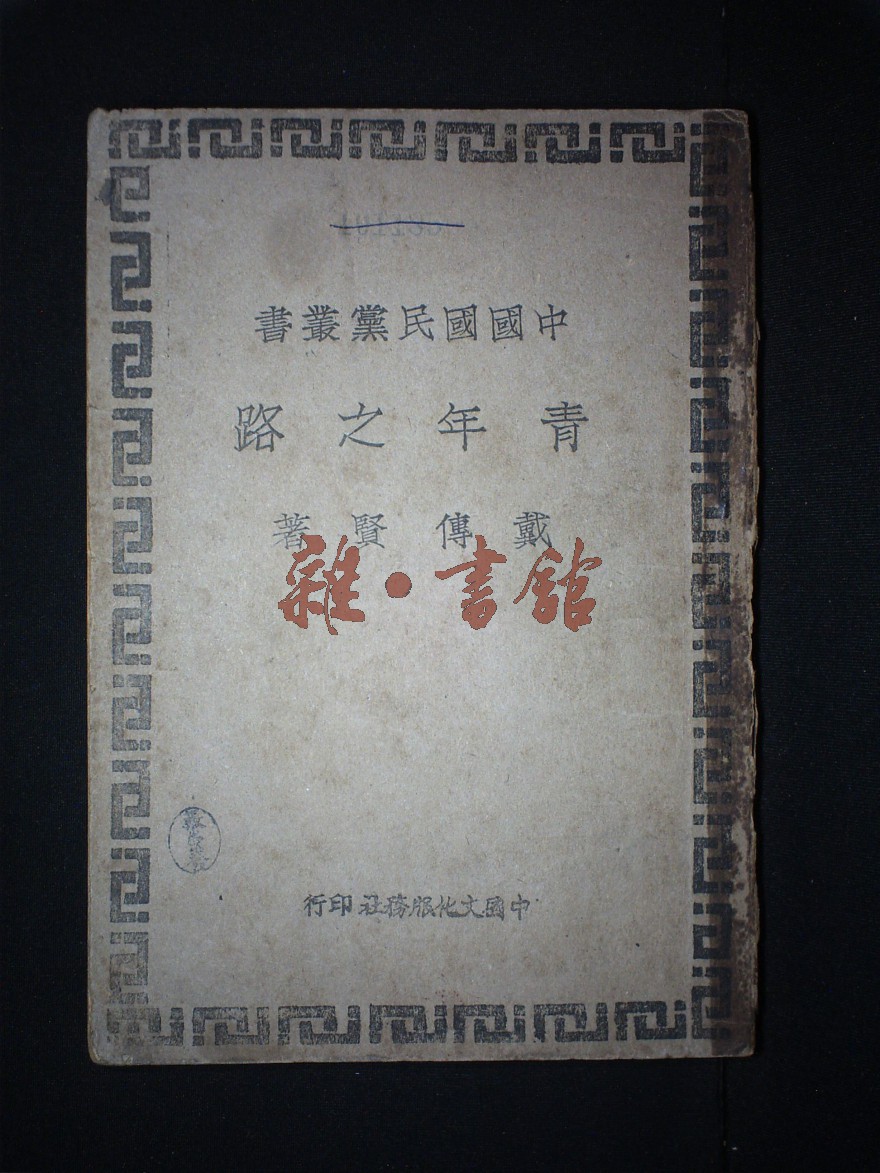 中國國民黨叢書
青年之路
戴傳賢著
雜·書館
中國文化服務社印行